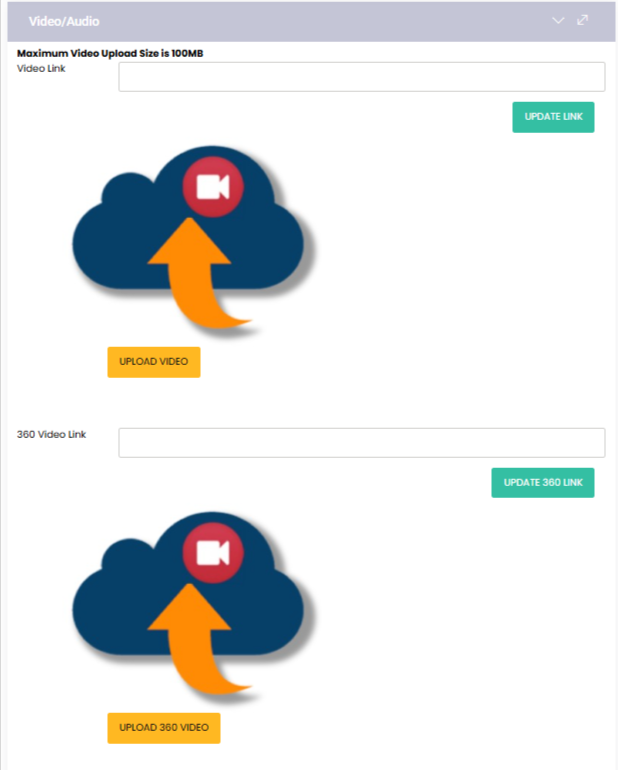 Video/Audio
Maximum Video Upload Size is 100MB
Video Link
UPDATE LINK
UPLOAD VIDEO
360 Video Link
UPDATE 360 LINK
UPLOAD 360 VIDEO